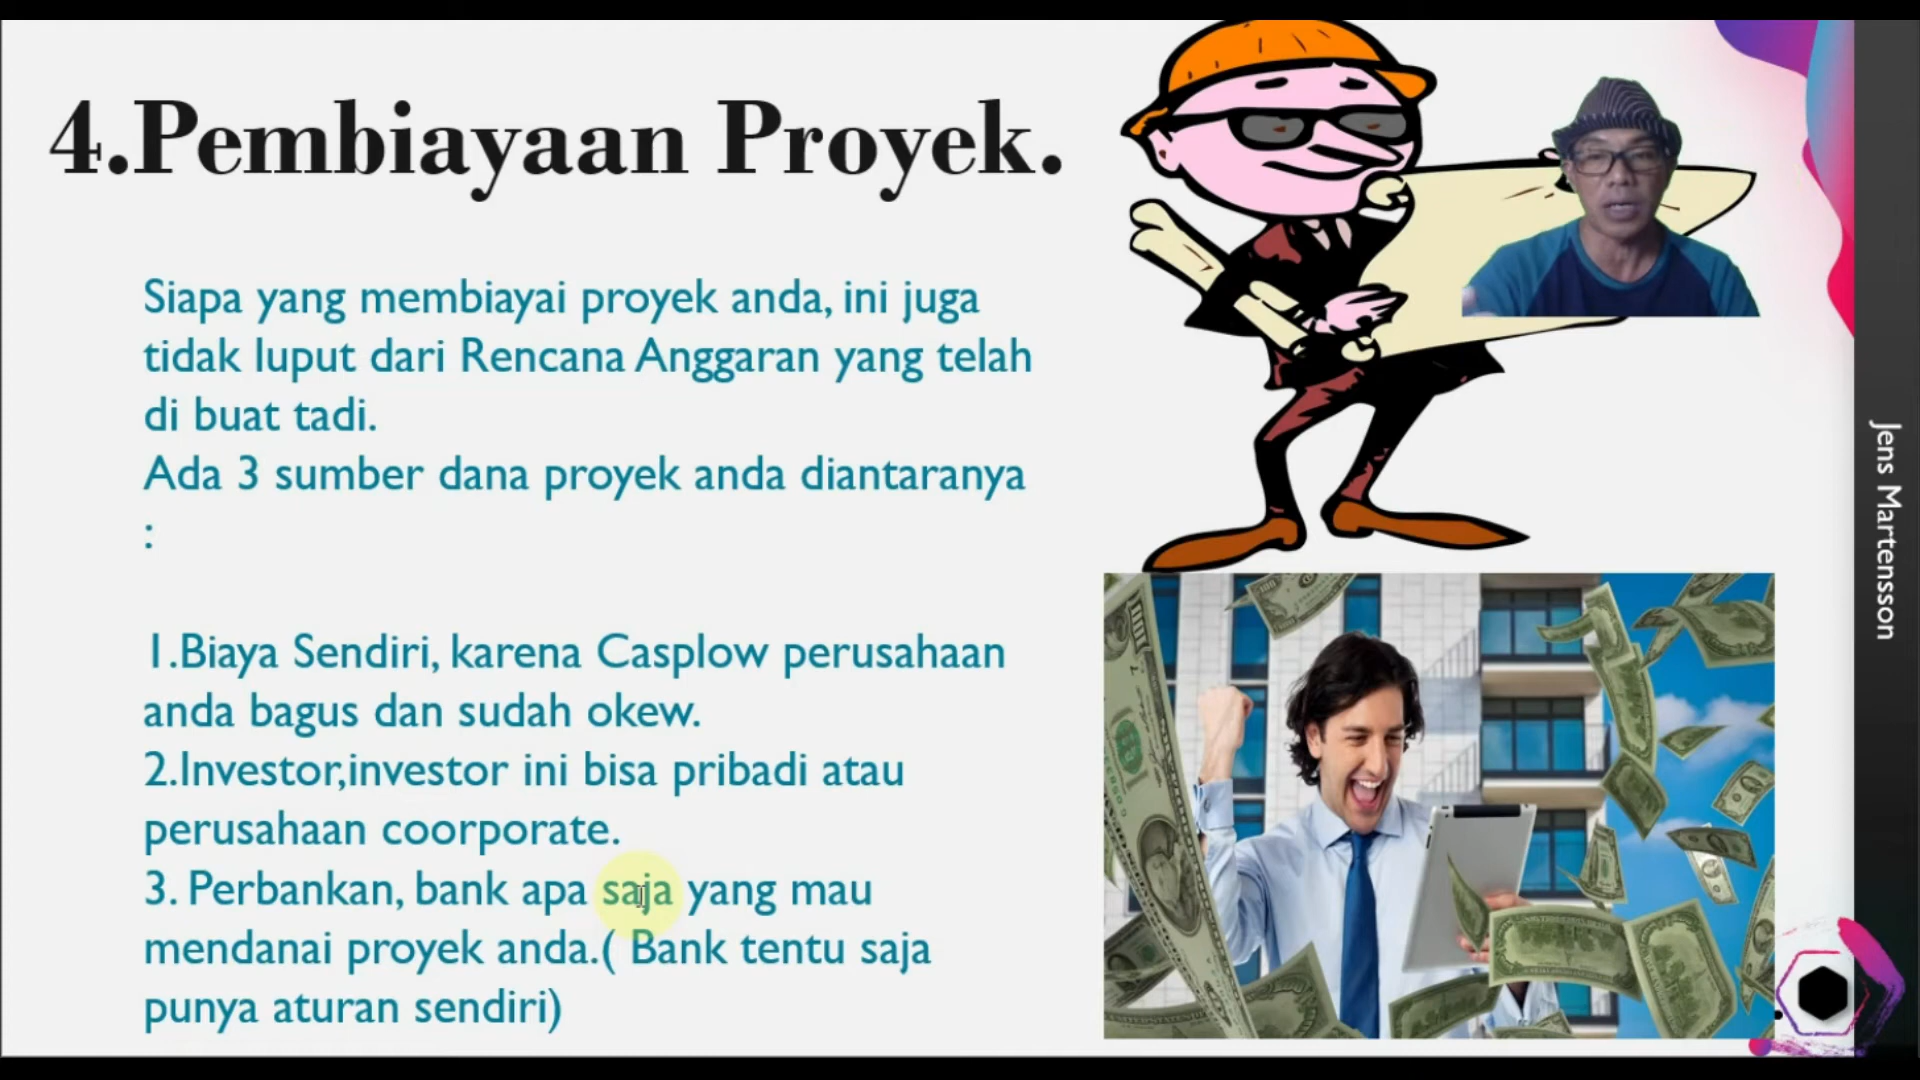 4.Pembiayaan Proyek.
Siapa yang membiayai proyek anda, ini juga
tidak luput dari Rencana Anggaran yang telah
di buat tadi.
Ada 3 sumber dana proyek anda diantaranya
:
1.Biaya Sendiri, karena Casplow perusahaan
anda bagus dan sudah okew.
2.Investor,investor ini bisa pribadi atau
perusahaan coorporate.
3. Perbankan, bank apa saja yang mau
mendanai proyek anda.( Bank tentu saja
punya aturan sendiri)
Jens Martensson